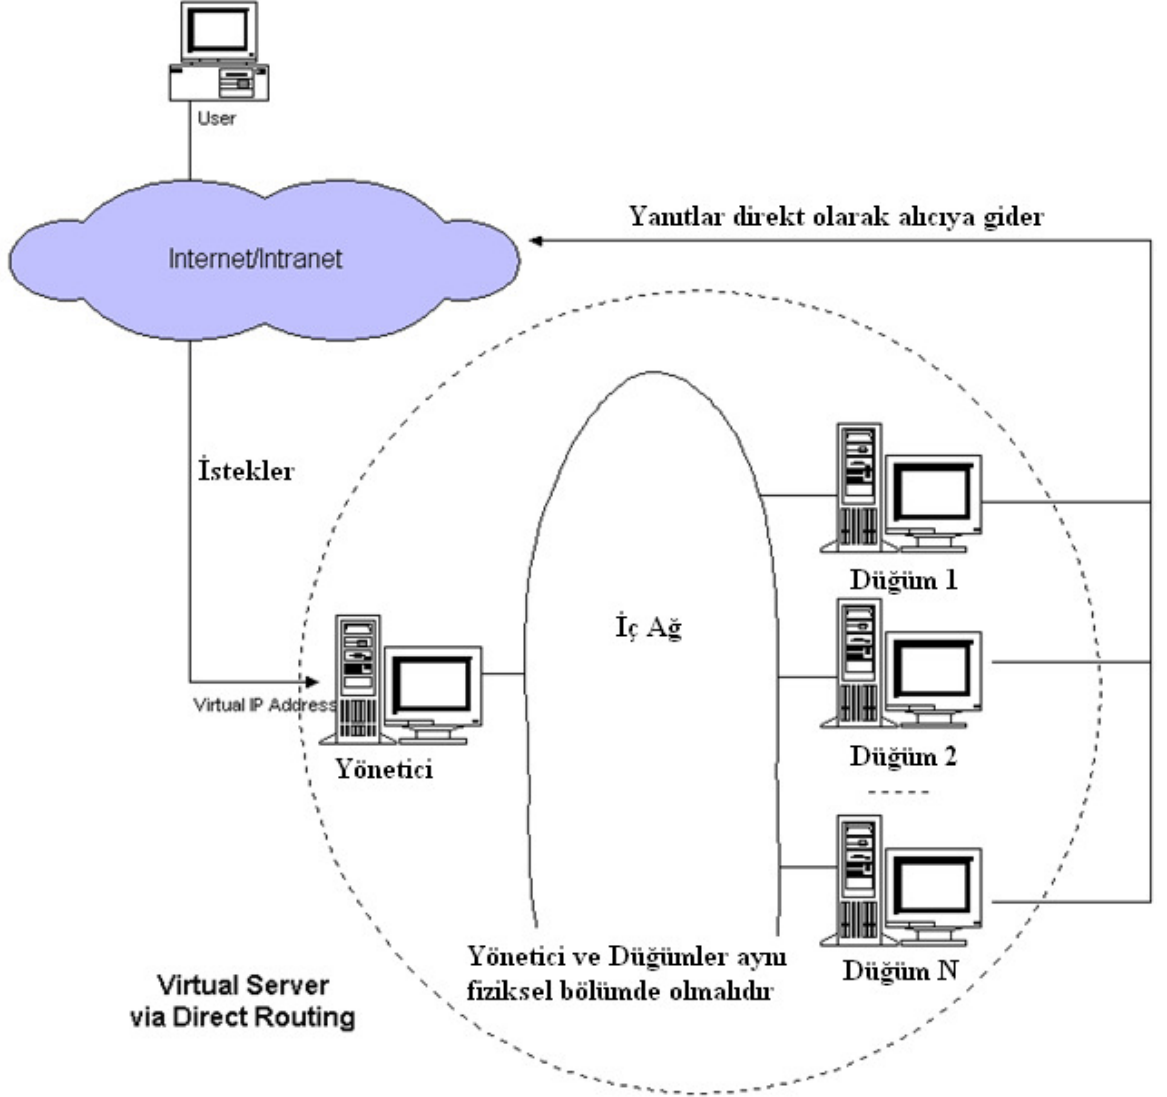 User
Yanıtlar direkt olarak alıcıya gider
Internet/Intranet
İstekler
Düğüm 1
İç Ağ
Virtual IP Address
Yönetici
Düğüm 2
Düğüm N
Yönetici ve Düğümler aynı
fiziksel bölümde olmalıdır
Virtual Server
via Direct Routing